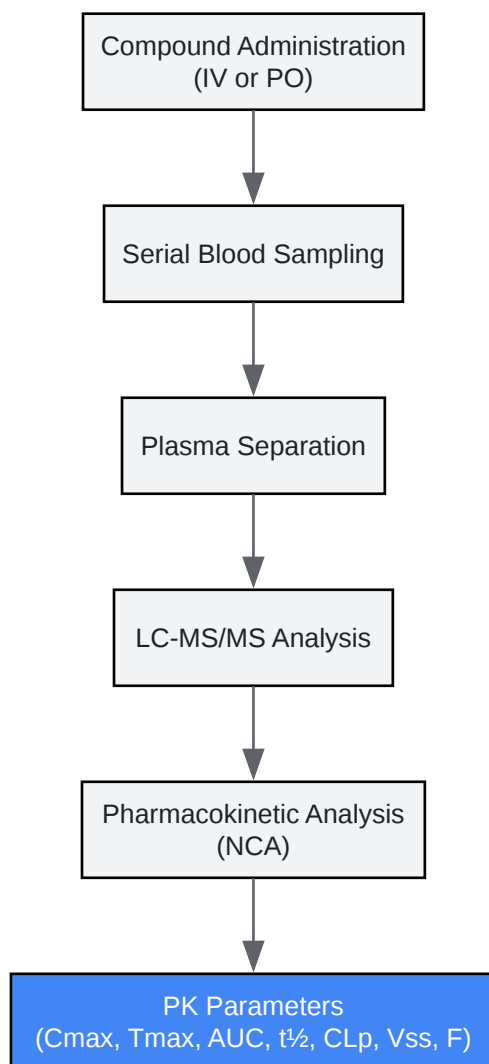 Compound Administration
(IV or PO)
Serial Blood Sampling
Plasma Separation
LC-MS/MS Analysis
Pharmacokinetic Analysis
(NCA)
PK Parameters
(Cmax, Tmax, AUC, t½, CLp, Vss, F)